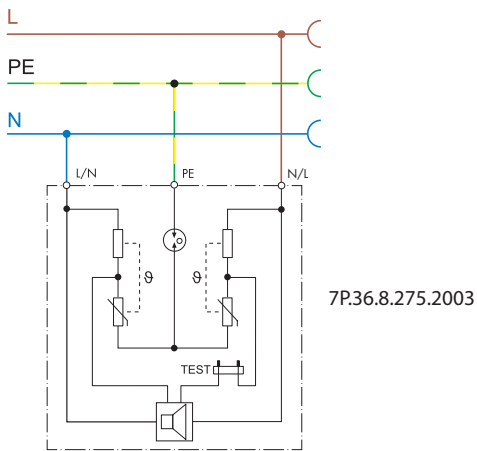 L
PE
N
L/N PE N/L
ϑ ϑ
7P.36.8.275.2003
TEST